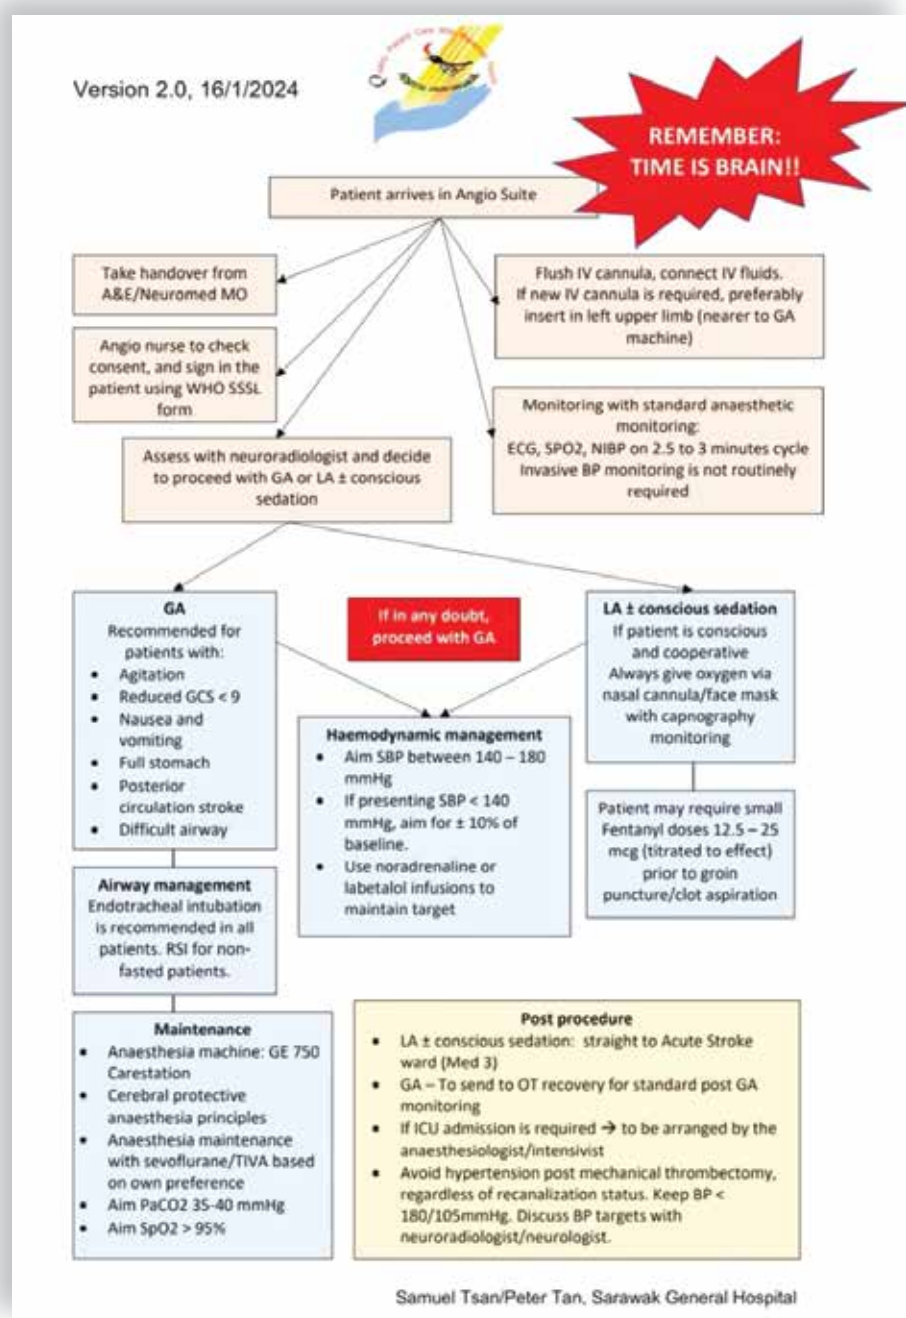 Version 2.0, 16/1/2024
REMEMBER:
TIME IS BRAIN!!
Patient arrives in Angio Suite
Take handover from
A&E/Neuromed MO
Flush IV cannula, connect IV fluids.
If new IV cannula is required, preferably
insert in left upper limb (nearer to GA
machine)
Angio nurse to check
consent, and sign in the
patient using WHO SSSL
form
Monitoring with standard anaesthetic
monitoring:
ECG, SPO2, NIBP on 2.5 to 3 minutes cycle
Invasive BP monitoring is not routinely
required
Assess with neuroradiologist and decide
to proceed with GA or LA ± conscious
sedation
GA
Recommended for
patients with:
• Agitation
• Reduced GCS < 9
• Nausea and
vomiting
• Full stomach
• Posterior
circulation stroke
• Difficult airway
If in any doubt,
proceed with GA
LA ± conscious sedation
If patient is conscious
and cooperative
Always give oxygen via
nasal cannula/face mask
with capnography
monitoring
Haemodynamic management
• Aim SBP between 140 – 180
mmHg
• If presenting SBP < 140
mmHg, aim for ± 10% of
baseline.
• Use noradrenaline or
labetalol infusions to
maintain target
Patient may require small
Fentanyl doses 12.5 – 25
mcg (titrated to effect)
prior to groin
puncture/clot aspiration
Airway management
Endotracheal intubation
is recommended in all
patients. RSI for non-
fasted patients.
Maintenance
• Anaesthesia machine: GE 750
Carestation
• Cerebral protective
anaesthesia principles
• Anaesthesia maintenance
with sevoflurane/TIVA based
on own preference
• Aim PaCO2 35-40 mmHg
• Aim SpO2 > 95%
Post procedure
• LA ± conscious sedation: straight to Acute Stroke
ward (Med 3)
• GA – To send to OT recovery for standard post GA
monitoring
• If ICU admission is required → to be arranged by the
anaesthesiologist/intensivist
• Avoid hypertension post mechanical thrombectomy,
regardless of recanalization status. Keep BP <
180/105mmHg. Discuss BP targets with
neuroradiologist/neurologist.
Samuel Tsan/Peter Tan, Sarawak General Hospital